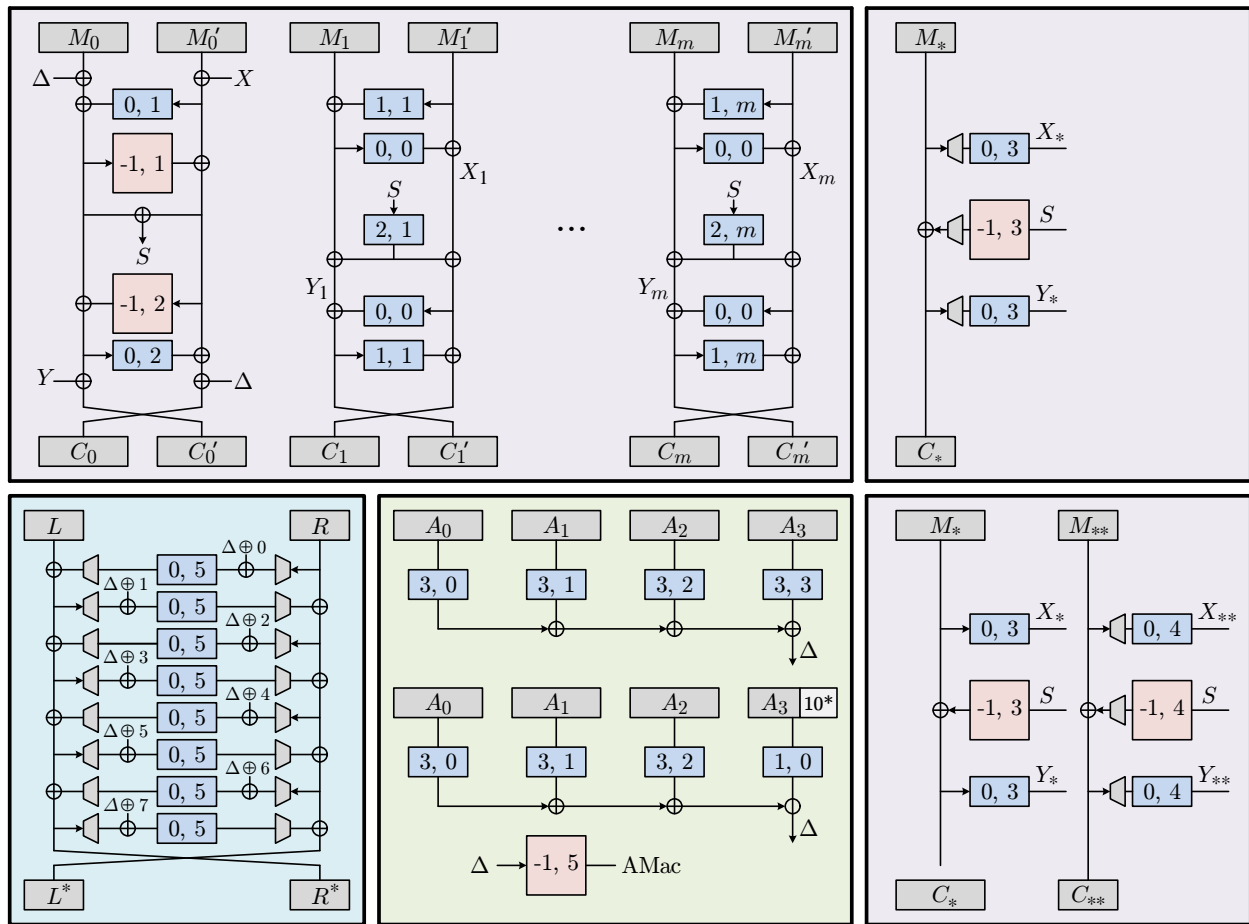 M0 M0′ M1 M1′ Mm Mm′
Δ X
0, 1 1, 1 1, m
-1, 1 0, 0 0, 0
X1 Xm
S S
2, 1 ... 2, m
S
Y1 Ym
-1, 2 0, 0 0, 0
0, 2 1, 1 1, m
Y Δ
C0 C0′ C1 C1′ Cm Cm′
M*
0, 3 X*
-1, 3 S
0, 3 Y*
C*
L R
0, 5 Δ⊕0
Δ⊕1 0, 5
0, 5 Δ⊕2
Δ⊕3 0, 5
0, 5 Δ⊕4
Δ⊕5 0, 5
0, 5 Δ⊕6
Δ⊕7 0, 5
L* R*
A0 A1 A2 A3
3, 0 3, 1 3, 2 3, 3
Δ
A0 A1 A2 A3 10*
3, 0 3, 1 3, 2 1, 0
Δ
Δ -1, 5 AMac
M* M**
0, 3 X* 0, 4 X**
-1, 3 S -1, 4 S
0, 3 Y* 0, 4 Y**
C* C**